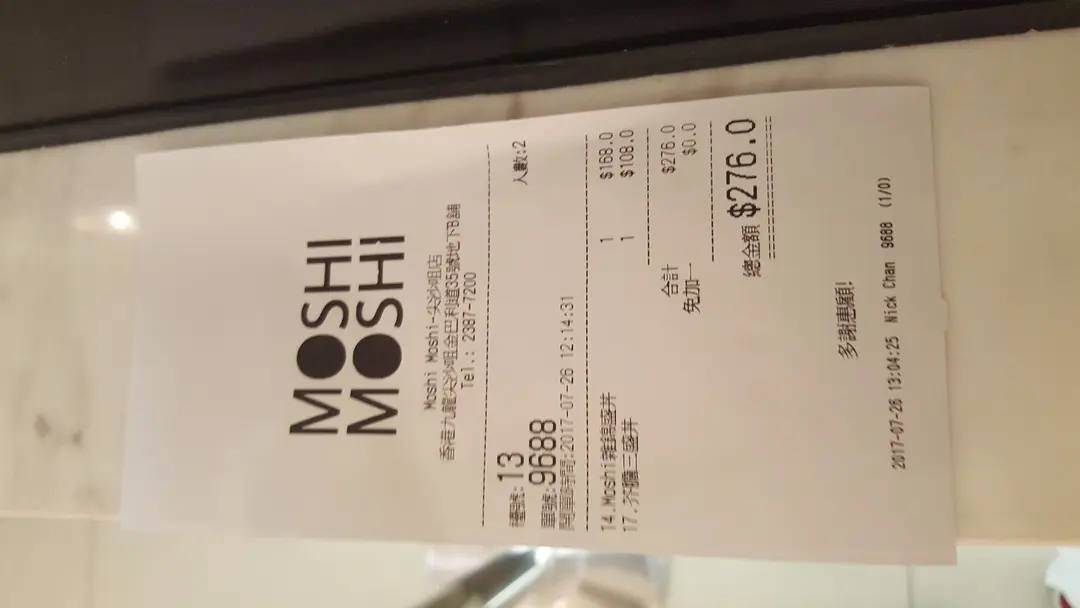 MOSHI
MOSHI
Moshi Moshi-尖沙咀店
香港九龍尖沙咀金巴利道35號地下B舖
Tel.: 2387-7200
檯號: 13 人數:2
單號:9688
開單時間:2017-07-26 12:14:31
14.Moshi雜錦盛丼 1 $168.0
17.三盛丼 1 $108.0
合計 $276.0
免加一 $0.0
總金額 $276.0
多謝惠顧!
2017-07-26 13:04:25 Nick Chan 9688 (1/0)